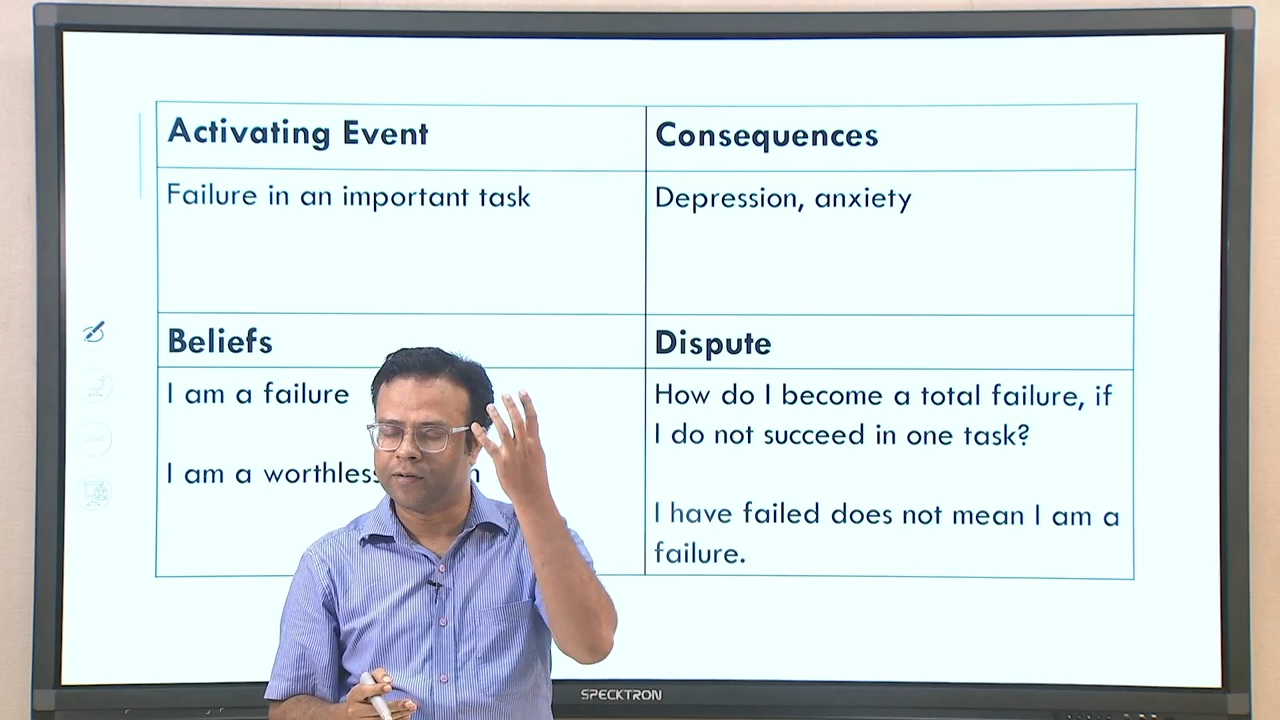 Activating Event
Consequences
Failure in an important task
Depression, anxiety
Beliefs
Dispute
I am a failure
I am a worthless
How do I become a total failure, if
I do not succeed in one task?
I have failed does not mean I am a
failure.
SPECKTRON